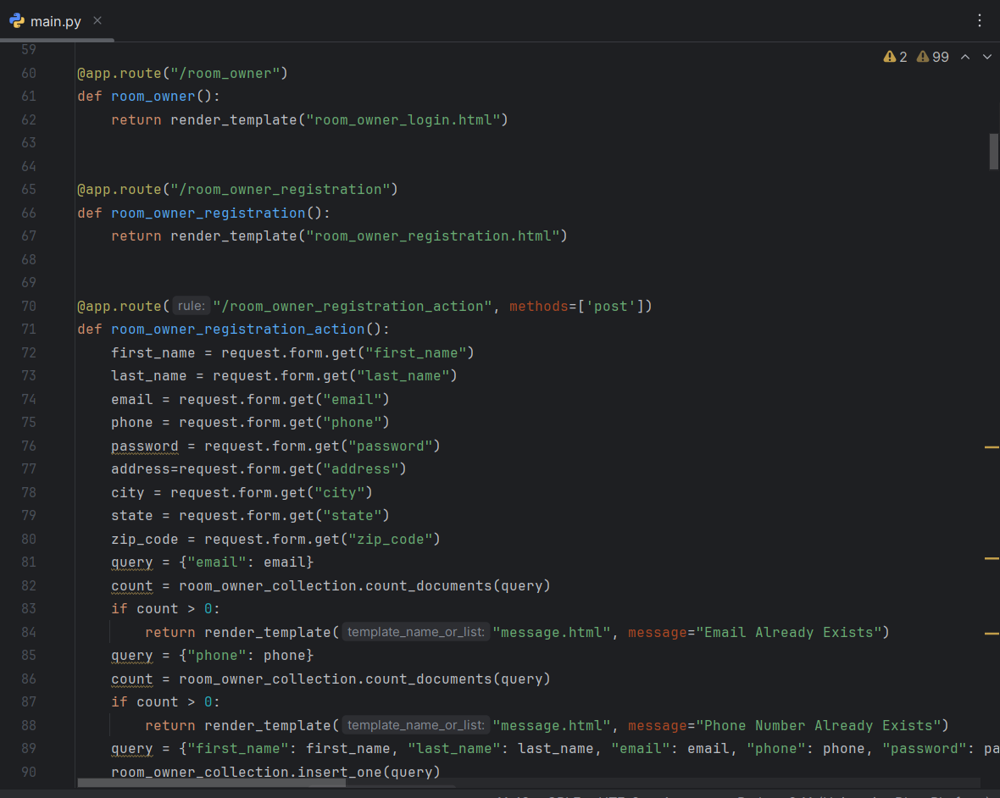 main.py
2 99
59
60 @app.route("/room_owner")
61 def room_owner():
62 return render_template("room_owner_login.html")
63
64
65 @app.route("/room_owner_registration")
66 def room_owner_registration():
67 return render_template("room_owner_registration.html")
68
69
70 @app.route( rule: "/room_owner_registration_action", methods=['post'])
71 def room_owner_registration_action():
72 first_name = request.form.get("first_name")
73 last_name = request.form.get("last_name")
74 email = request.form.get("email")
75 phone = request.form.get("phone")
76 password = request.form.get("password")
77 address=request.form.get("address")
78 city = request.form.get("city")
79 state = request.form.get("state")
80 zip_code = request.form.get("zip_code")
81 query = {"email": email}
82 count = room_owner_collection.count_documents(query)
83 if count > 0:
84 return render_template( template_name_or_list: "message.html", message="Email Already Exists")
85 query = {"phone": phone}
86 count = room_owner_collection.count_documents(query)
87 if count > 0:
88 return render_template( template_name_or_list: "message.html", message="Phone Number Already Exists")
89 query = {"first_name": first_name, "last_name": last_name, "email": email, "phone": phone, "password": pa
90 room_owner_collection.insert_one(query)